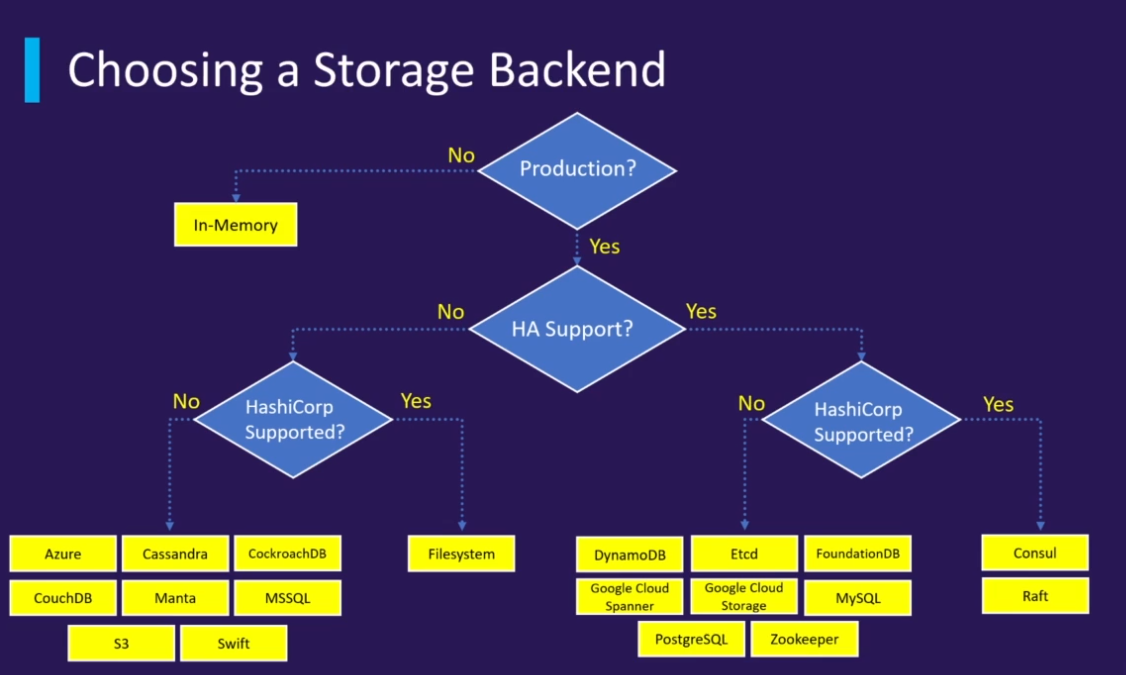 Choosing a Storage Backend
Production?
No
In-Memory
Yes
HA Support?
No
Yes
HashiCorp
Supported?
No
Yes
HashiCorp
Supported?
No
Yes
Azure
Cassandra
CockroachDB
CouchDB
Manta
MSSQL
S3
Swift
Filesystem
DynamoDB
Etcd
FoundationDB
Google Cloud
Spanner
Google Cloud
Storage
MySQL
PostgreSQL
Zookeeper
Consul
Raft